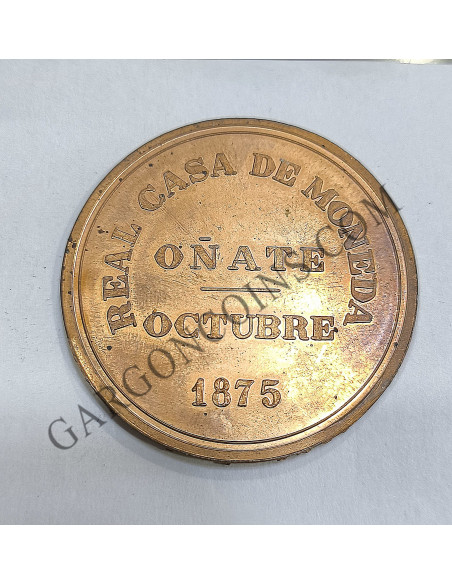 REAL CASA DE MONEDA
OÑATE
OCTUBRE
1875
GARGONCOINS.COM